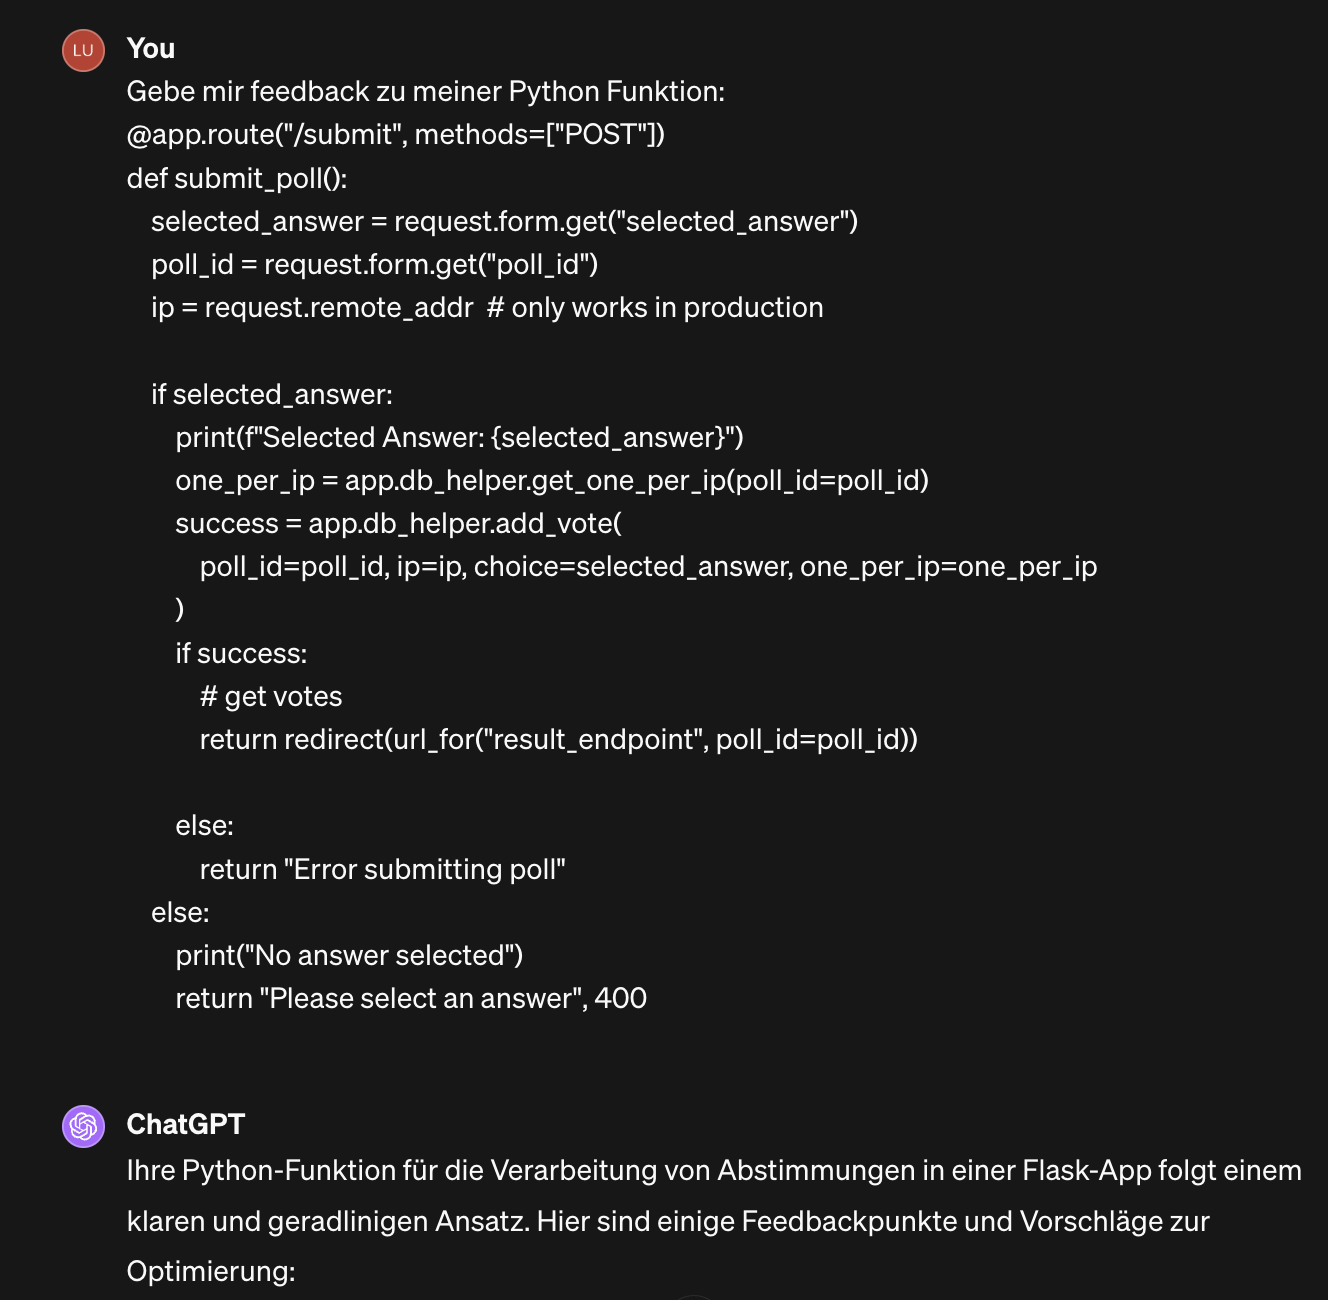 LU
You
Gebe mir feedback zu meiner Python Funktion:
@app.route("/submit", methods=["POST"])
def submit_poll():
    selected_answer = request.form.get("selected_answer")
    poll_id = request.form.get("poll_id")
    ip = request.remote_addr  # only works in production

    if selected_answer:
        print(f"Selected Answer: {selected_answer}")
        one_per_ip = app.db_helper.get_one_per_ip(poll_id=poll_id)
        success = app.db_helper.add_vote(
            poll_id=poll_id, ip=ip, choice=selected_answer, one_per_ip=one_per_ip
        )
        if success:
            # get votes
            return redirect(url_for("result_endpoint", poll_id=poll_id))

        else:
            return "Error submitting poll"
    else:
        print("No answer selected")
        return "Please select an answer", 400
ChatGPT
Ihre Python-Funktion für die Verarbeitung von Abstimmungen in einer Flask-App folgt einem
klaren und geradlinigen Ansatz. Hier sind einige Feedbackpunkte und Vorschläge zur
Optimierung: